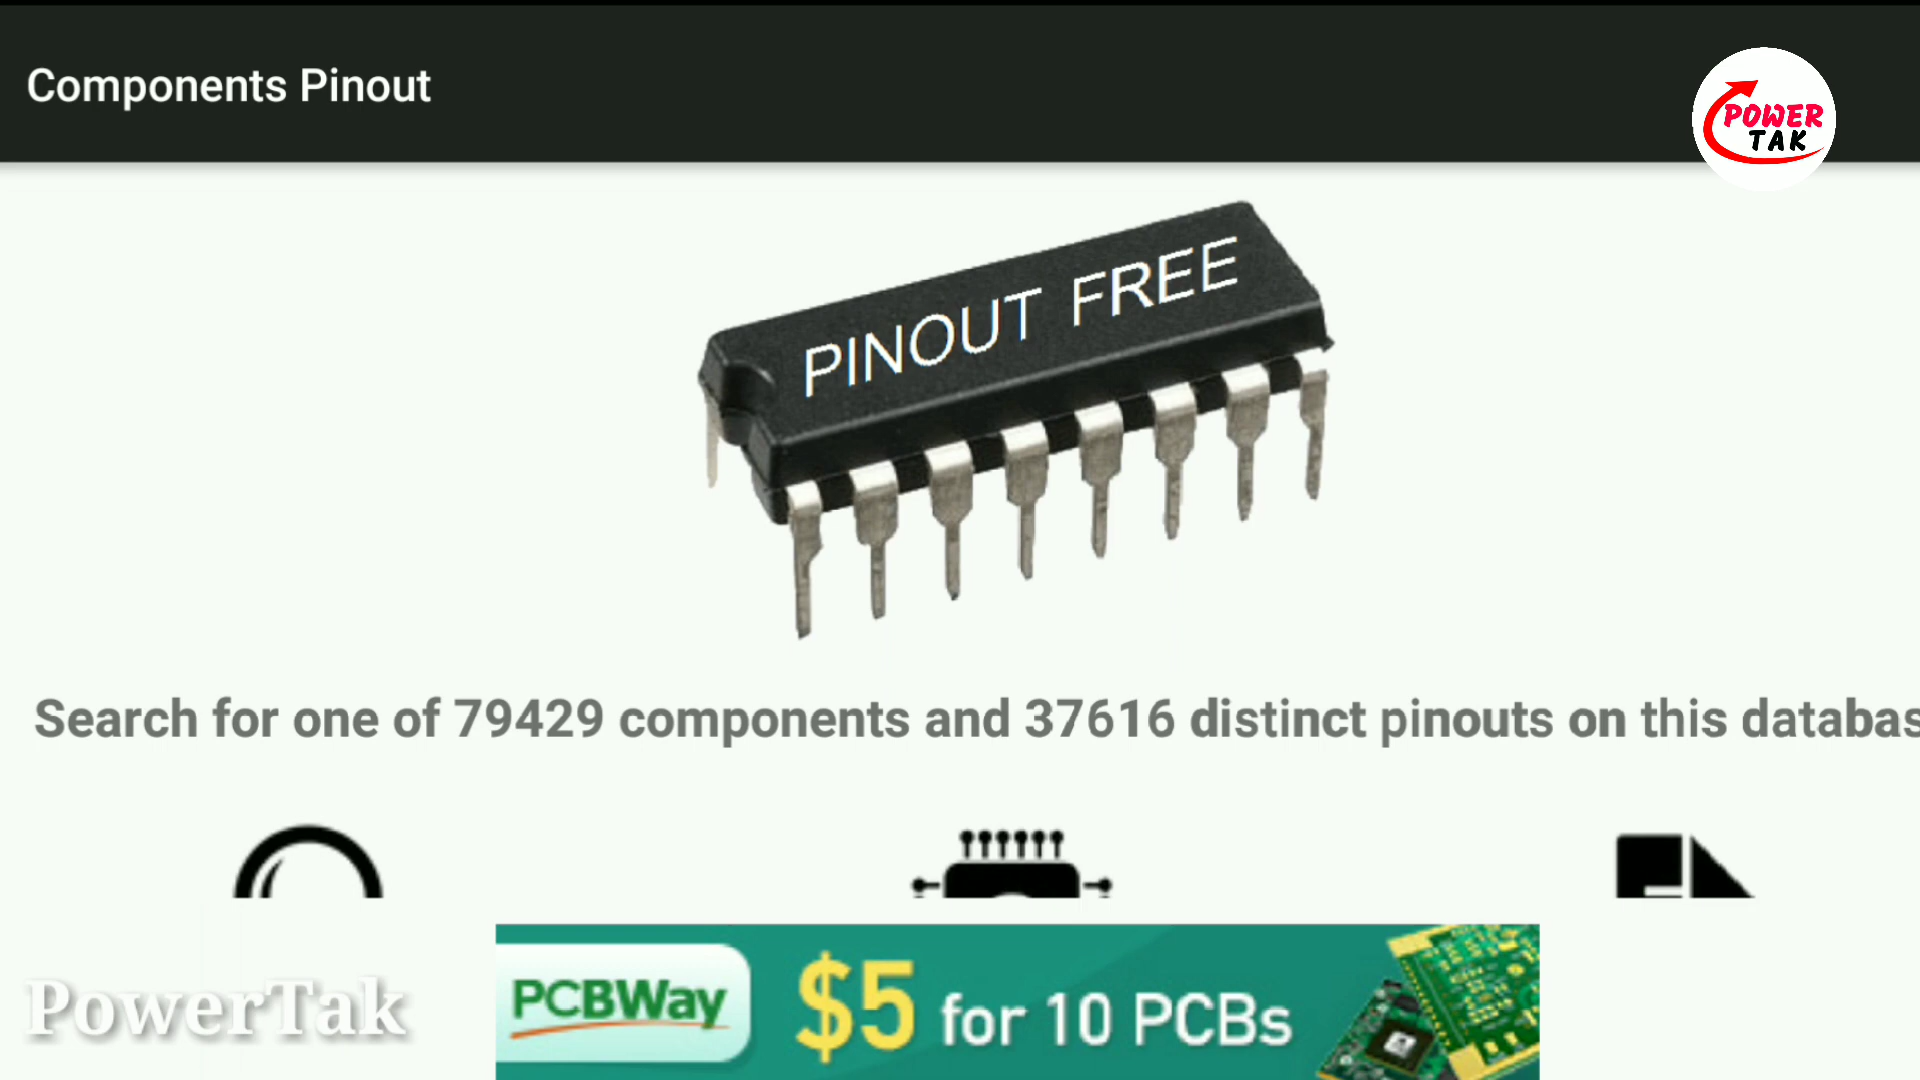 Components Pinout
POWER
TAK
PINOUT FREE
Search for one of 79429 components and 37616 distinct pinouts on this databas
PowerTak
PCBWay
$5 for 10 PCBs